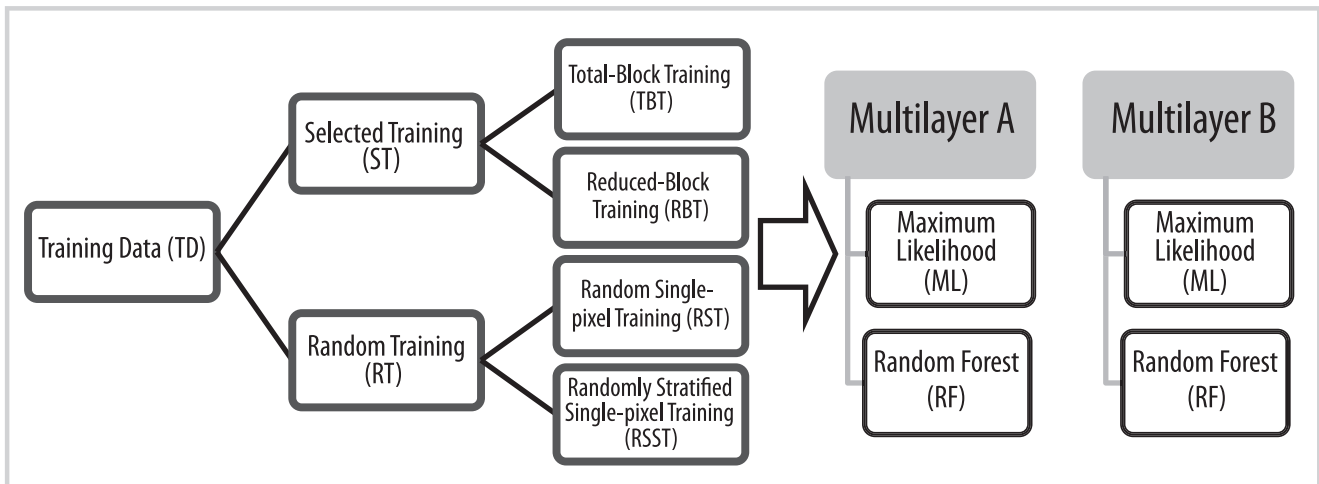 Training Data (TD)
Selected Training
(ST)
Random Training
(RT)
Total-Block Training
(TBT)
Reduced-Block
Training (RBT)
Random Single-
pixel Training (RST)
Randomly Stratified
Single-pixel Training
(RSST)
Multilayer A
Maximum
Likelihood
(ML)
Random Forest
(RF)
Multilayer B
Maximum
Likelihood
(ML)
Random Forest
(RF)